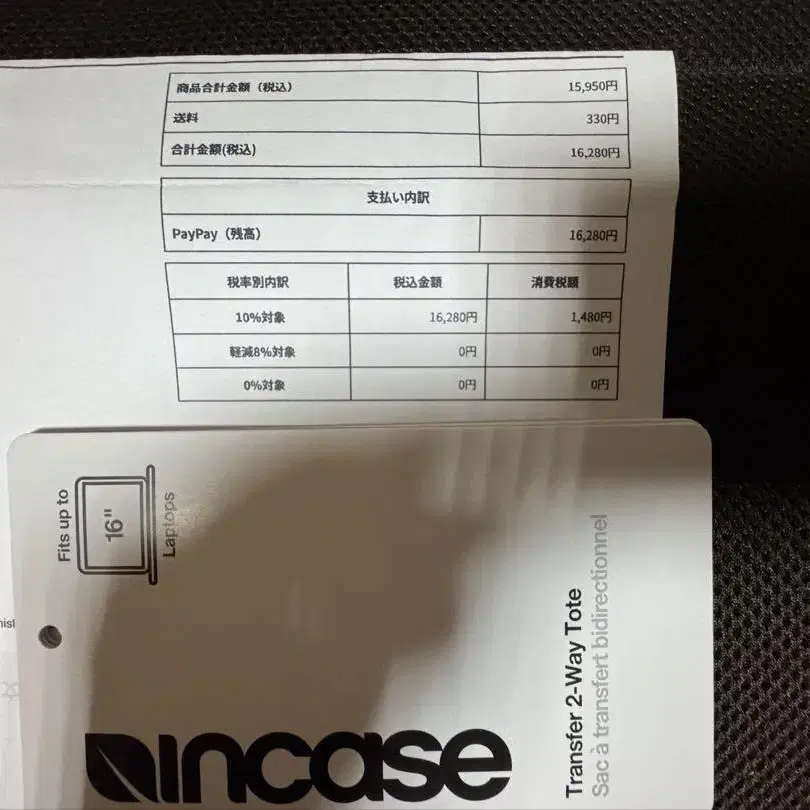 商品合計金額（税込） 15,950円
送料 330円
合計金額(税込) 16,280円
支払い内訳
PayPay（残高） 16,280円
税率別内訳 税込金額 消費税額
10%対象 16,280円 1,480円
軽減8%対象 0円 0円
0%対象 0円 0円
Fits up to
16"
Laptops
Transfer 2-Way Tote
Sac à transfert bidirectionnel
incase